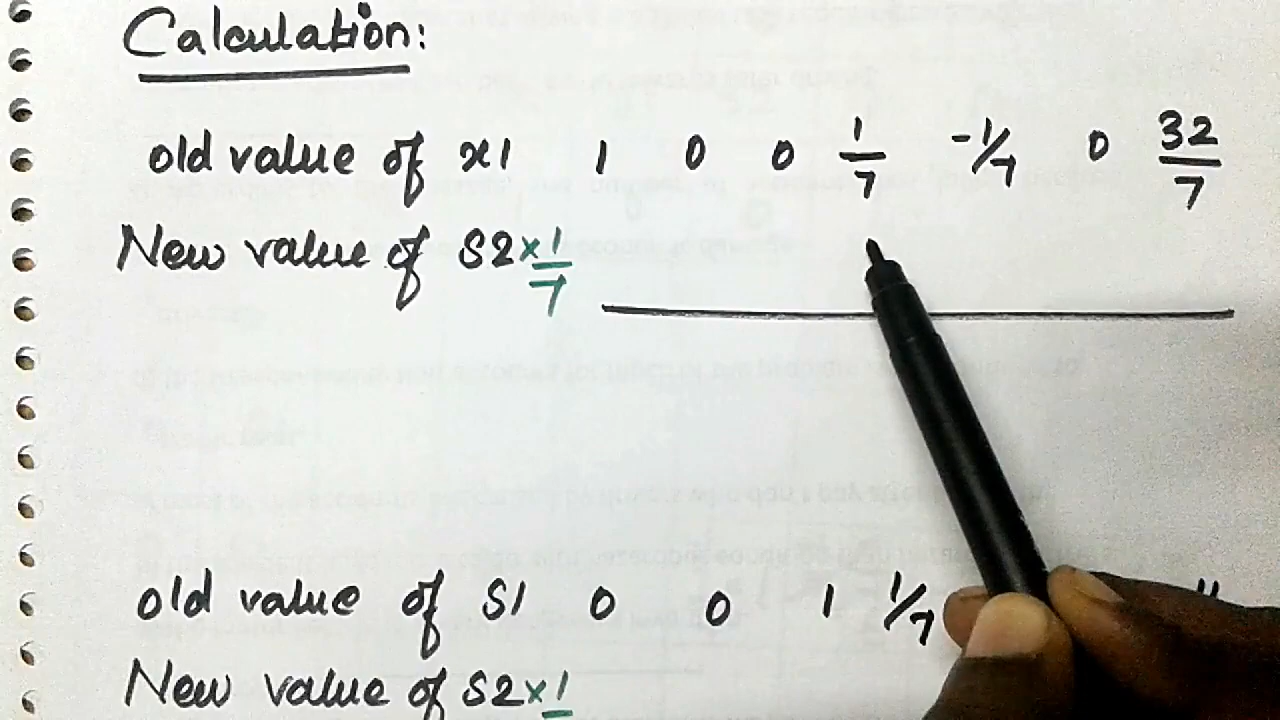 Calculation:
old value of x1 1 0 0 1/7 -1/7 0 32/7
New value of S2 ×1/7
old value of S1 0 0 1 1/7
New value of S2 ×1